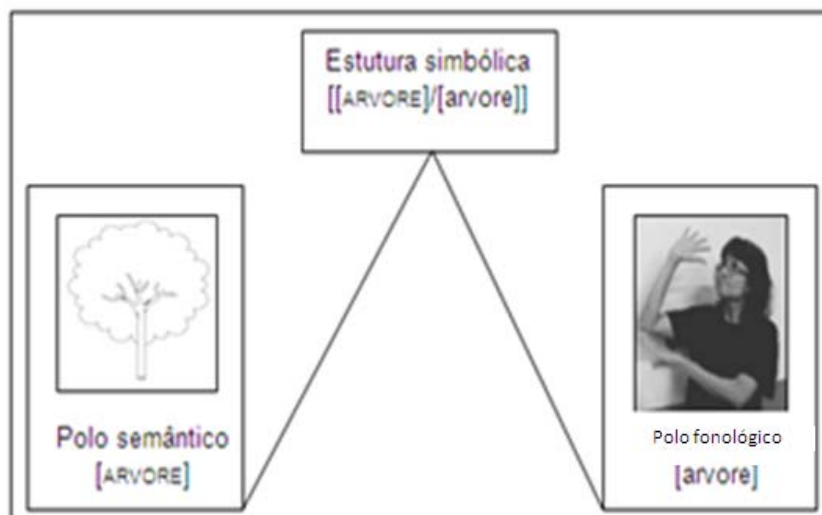 Estutura simbólica
[[ARVORE]/[arvore]]
Polo semântico
[ARVORE]
Polo fonológico
[arvore]